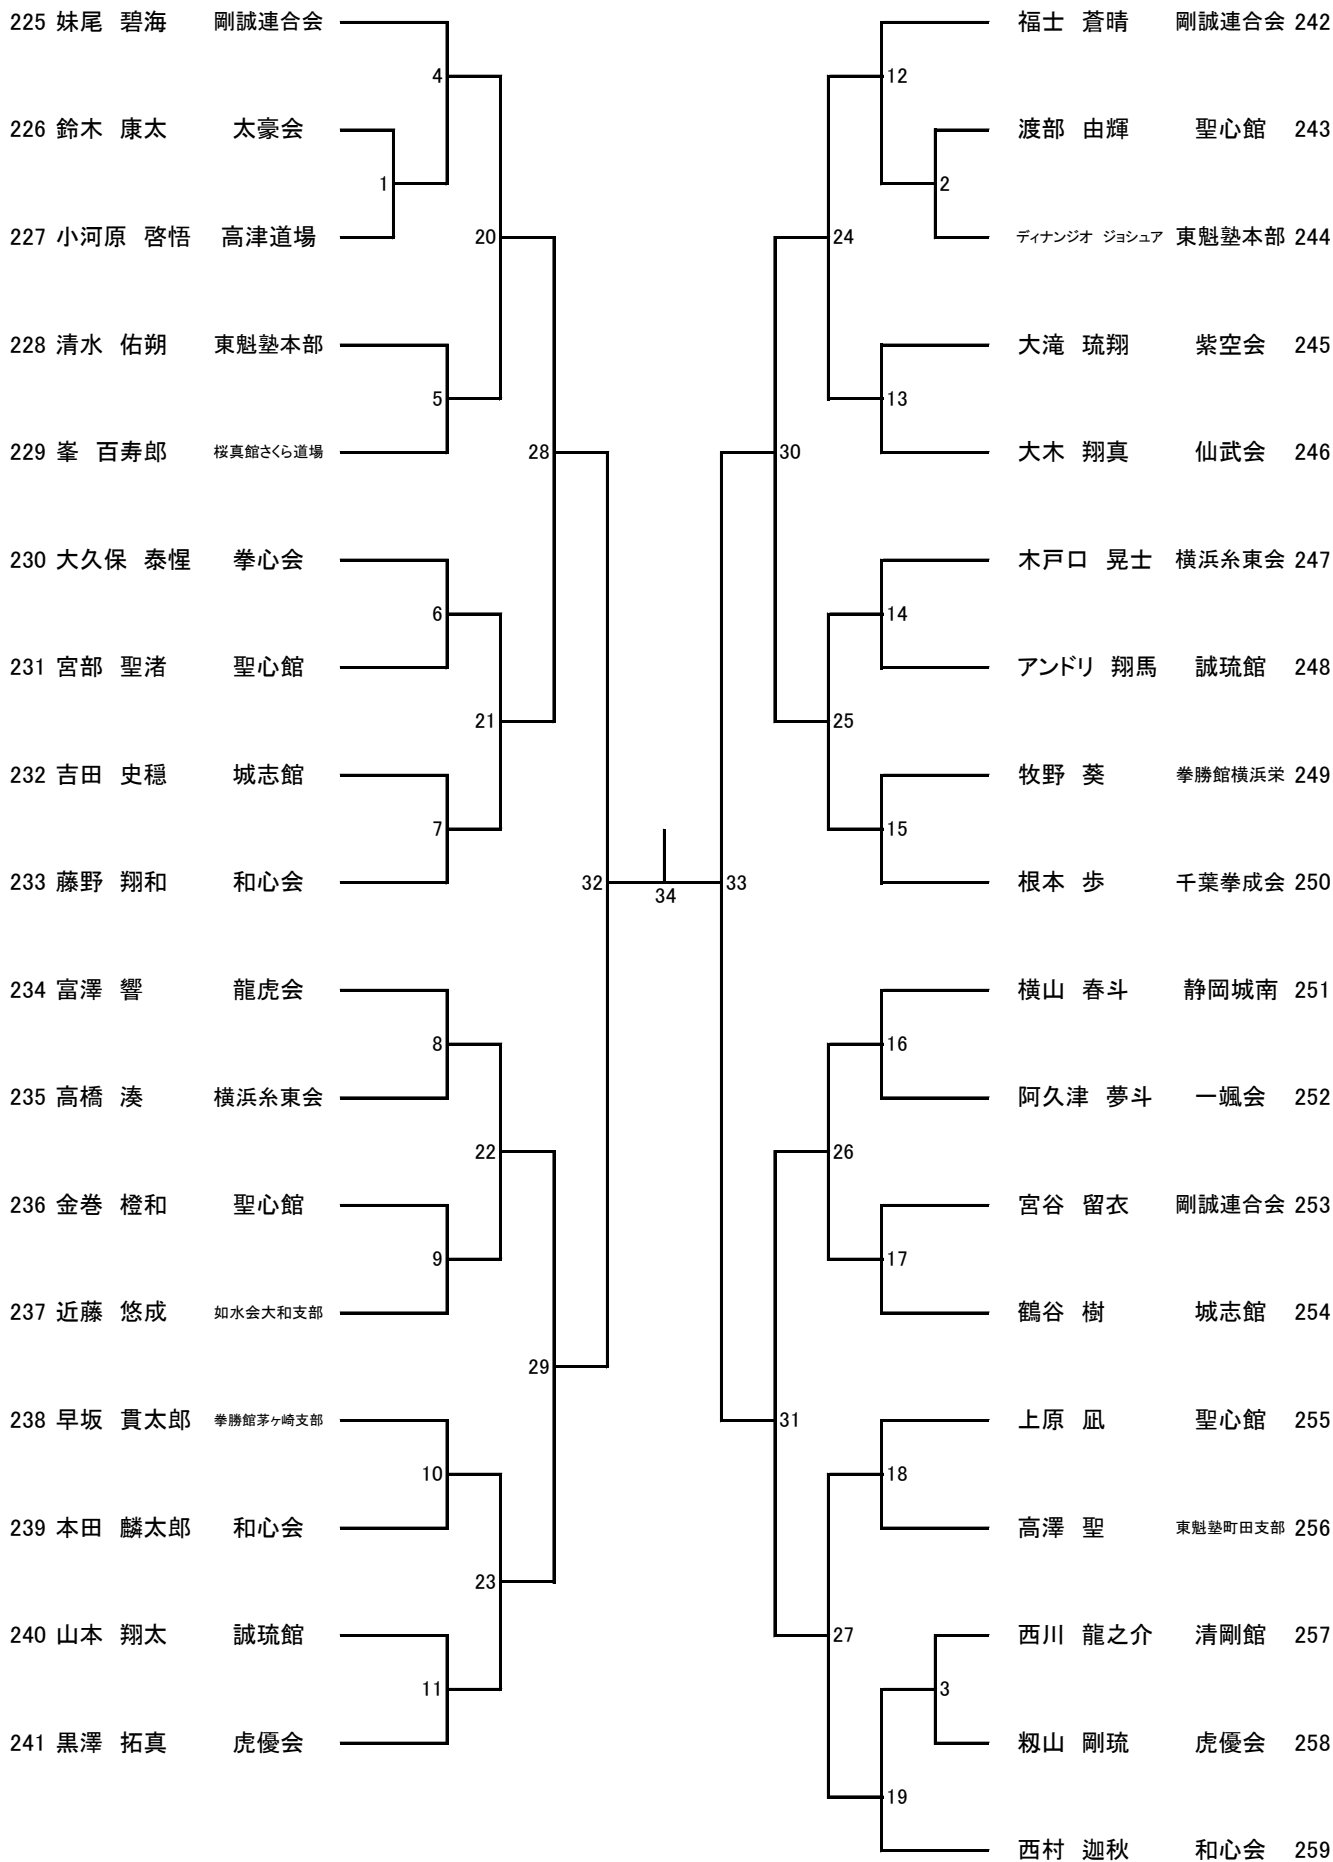 225 妹尾 碧海 剛誠連合会
4
226 鈴木 康太 太豪会
1
227 小河原 啓悟 高津道場
20
228 清水 佑朔 東魁塾本部
5
229 峯 百寿郎 桜真館さくら道場
28
230 大久保 泰惺 拳心会
6
231 宮部 聖渚 聖心館
21
232 吉田 史穏 城志館
7
233 藤野 翔和 和心会
32
34
33
234 富澤 響 龍虎会
8
235 高橋 湊 横浜糸東会
22
236 金巻 橙和 聖心館
9
237 近藤 悠成 如水会大和支部
29
238 早坂 貫太郎 拳勝館茅ヶ崎支部
10
239 本田 麟太郎 和心会
23
240 山本 翔太 誠琉館
11
241 黒澤 拓真 虎優会
福士 蒼晴 剛誠連合会 242
12
渡部 由輝 聖心館 243
2
ディナンジオ ジョシュア 東魁塾本部 244
24
大滝 琉翔 紫空会 245
13
大木 翔真 仙武会 246
30
木戸口 晃士 横浜糸東会 247
14
アンドリ 翔馬 誠琉館 248
25
牧野 葵 拳勝館横浜栄 249
15
根本 歩 千葉拳成会 250
横山 春斗 静岡城南 251
16
阿久津 夢斗 一颯会 252
26
宮谷 留衣 剛誠連合会 253
17
鶴谷 樹 城志館 254
31
上原 凪 聖心館 255
18
高澤 聖 東魁塾町田支部 256
27
西川 龍之介 清剛館 257
3
籾山 剛琉 虎優会 258
19
西村 迦秋 和心会 259